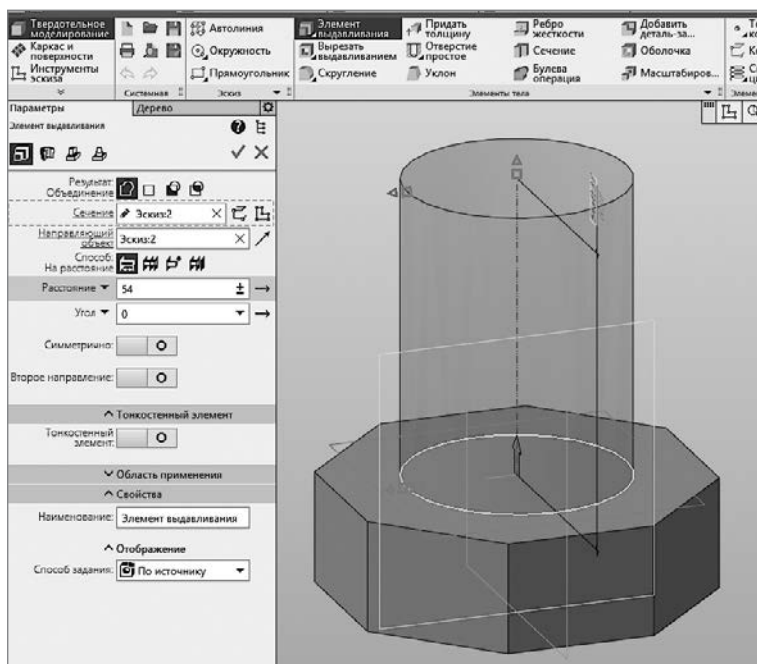 Твердотельное моделирование
Каркас и поверхности
Инструменты эскиза
Системная
Автолиния
Окружность
Прямоугольник
Эскиз
Элемент выдавливания
Вырезать выдавливанием
Скругление
Придать толщину
Отверстие простое
Уклон
Ребро жесткости
Сечение
Булева операция
Добавить деталь-за...
Оболочка
Масштабиров...
Элементы тела
Параметры
Дерево
Элемент выдавливания
Результат:
Объединение
Сечение
Эскиз:2
Направляющий объект
Эскиз:2
Способ:
На расстояние
Расстояние
54
Угол
0
Симметрично:
Второе направление:
Тонкостенный элемент
Тонкостенный элемент:
Область применения
Свойства
Наименование:
Элемент выдавливания
Отображение
Способ задания:
По источнику